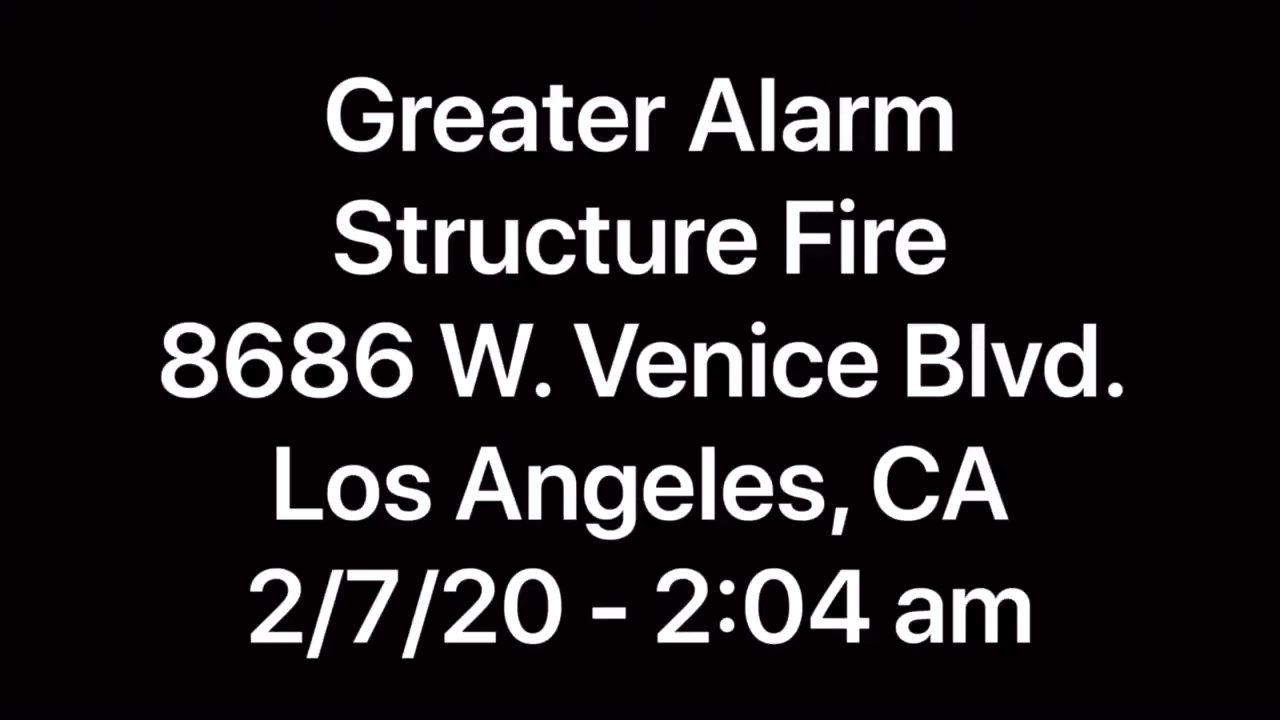 Greater Alarm
Structure Fire
8686 W. Venice Blvd.
Los Angeles, CA
2/7/20 - 2:04 am